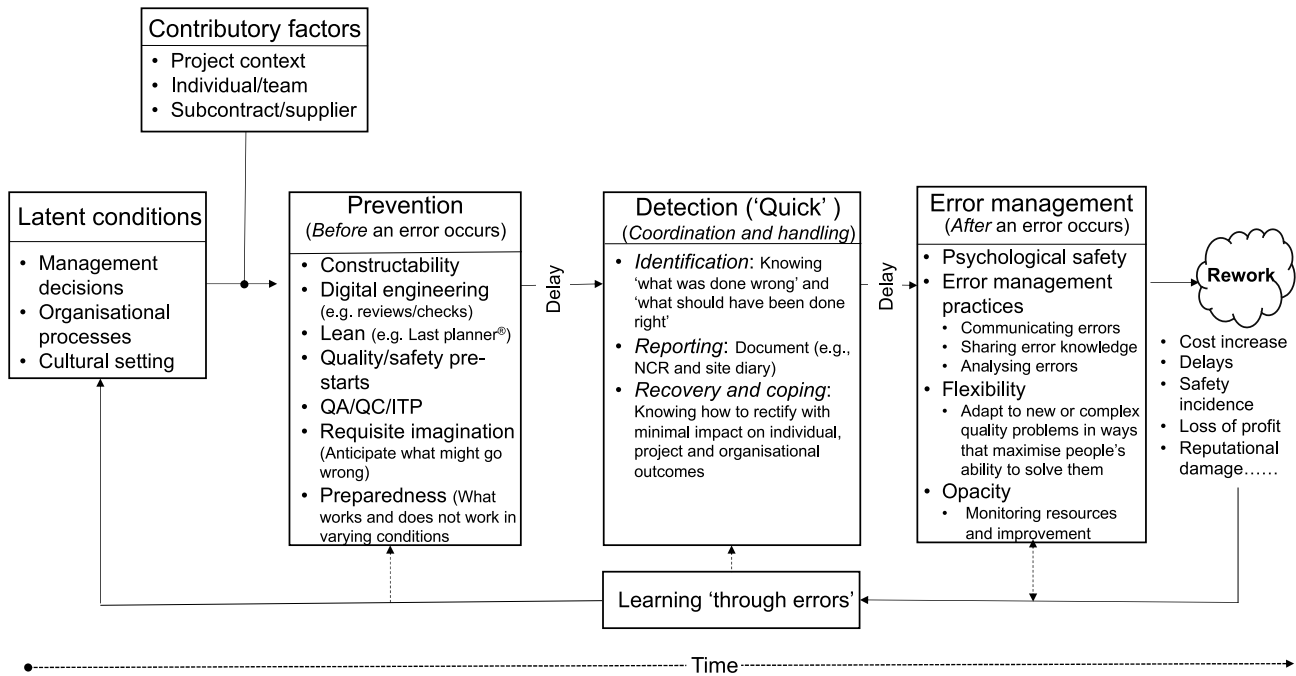 Contributory factors
• Project context
• Individual/team
• Subcontract/supplier
Latent conditions
• Management
decisions
• Organisational
processes
• Cultural setting
Prevention
(Before an error occurs)
• Constructability
• Digital engineering
(e.g. reviews/checks)
• Lean (e.g. Last planner®)
• Quality/safety pre-
starts
• QA/QC/ITP
• Requisite imagination
(Anticipate what might go
wrong)
• Preparedness (What
works and does not work in
varying conditions
Delay
Detection (‘Quick’ )
(Coordination and handling)
• Identification: Knowing
‘what was done wrong’ and
‘what should have been done
right’
• Reporting: Document (e.g.,
NCR and site diary)
• Recovery and coping:
Knowing how to rectify with
minimal impact on individual,
project and organisational
outcomes
Delay
Error management
(After an error occurs)
• Psychological safety
• Error management
practices
• Communicating errors
• Sharing error knowledge
• Analysing errors
• Flexibility
• Adapt to new or complex
quality problems in ways
that maximise people’s
ability to solve them
• Opacity
• Monitoring resources
and improvement
Rework
• Cost increase
• Delays
• Safety
incidence
• Loss of profit
• Reputational
damage……
Learning ‘through errors’
Time